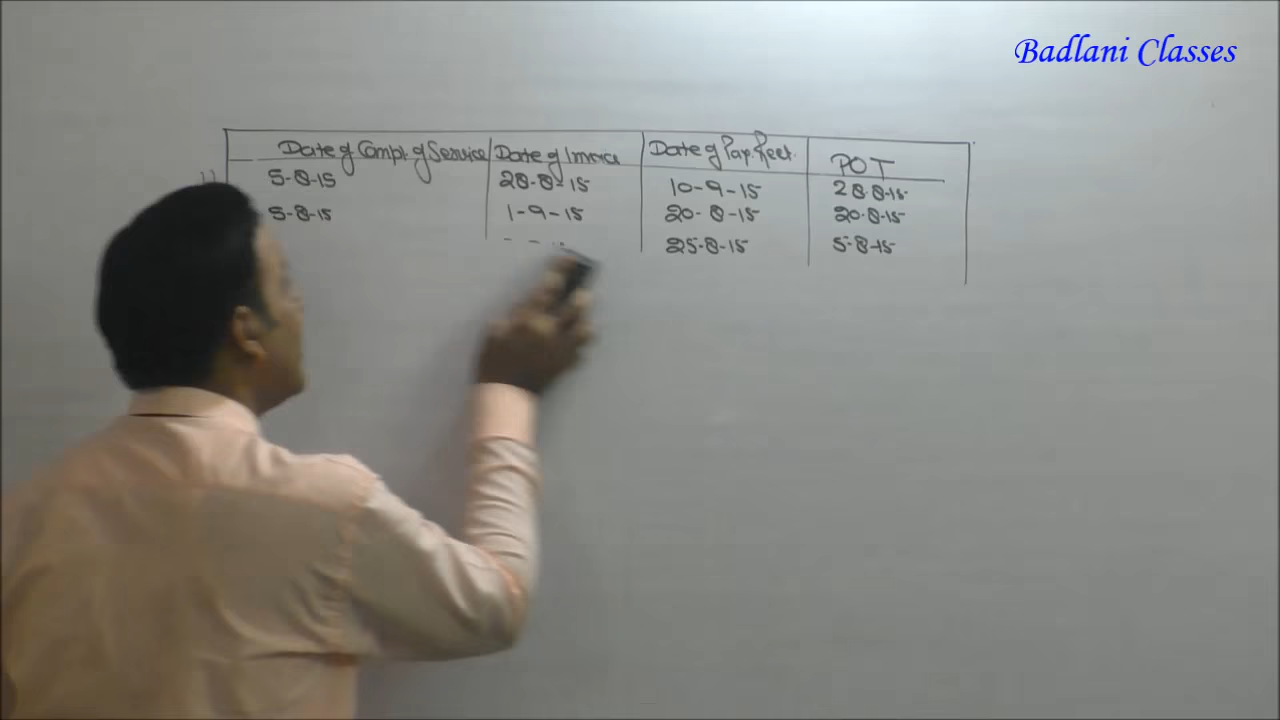 Badlani Classes
Date of Compl. of Service Date of Invoice Date of Pay. Rect. POT
5-8-15 28-8-15 10-9-15 28-8-15
5-8-15 1-9-15 20-8-15 20-8-15
25-8-15 5-8-15